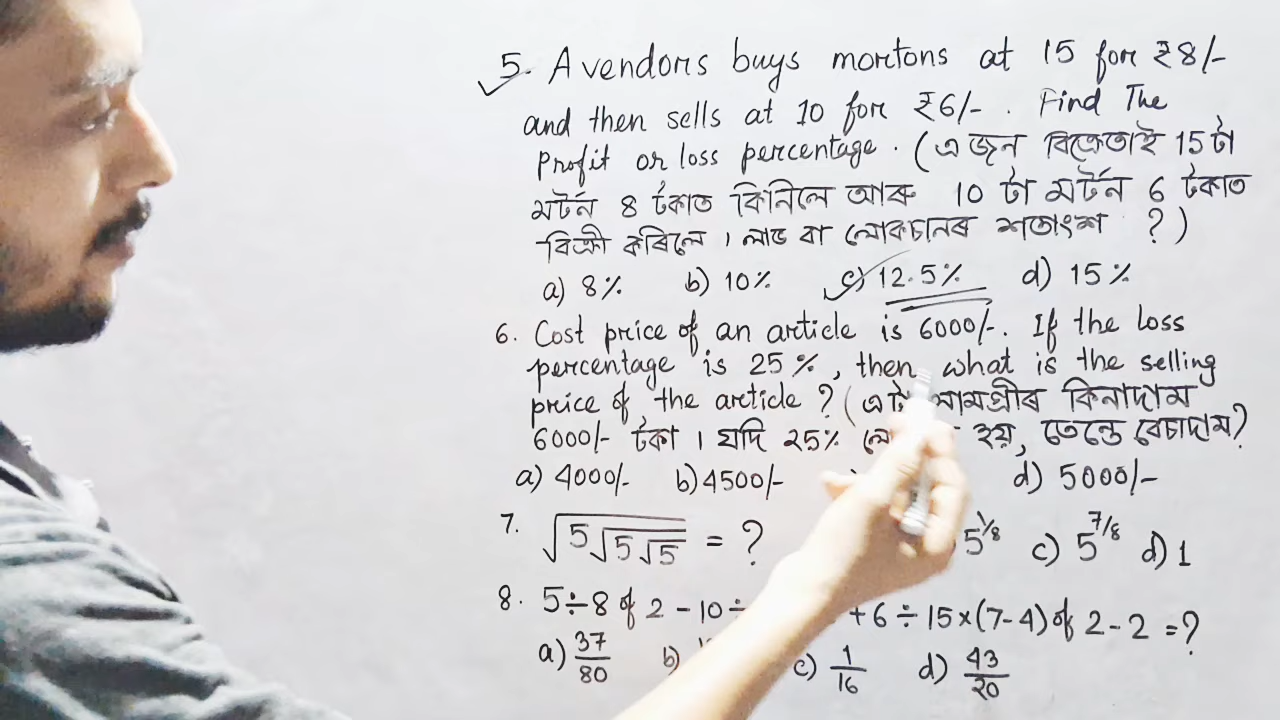 5. A vendors buys mortons at 15 for ₹8/-
and then sells at 10 for ₹6/-. Find The
profit or loss percentage. (এজন বিক্ৰেতাই 15 টা
মৰ্টন 8 টকাত কিনিলে আৰু 10 টা মৰ্টন 6 টকাত
বিক্ৰী কৰিলে। লাভ বা লোকচানৰ শতাংশ ?)
a) 8% b) 10% c) 12.5% d) 15%
6. Cost price of an article is 6000/-. If the loss
percentage is 25%, then what is the selling
price of the article? (এটা সামগ্ৰীৰ কিনাদাম
6000/- টকা। যদি 25% হয়, তেন্তে বেচাদাম?
a) 4000/- b) 4500/- d) 5000/-
7. √5√5√5 = ? 5^1/8 c) 5^7/8 d) 1
8. 5÷8 of 2 - 10÷ + 6 ÷ 15×(7-4) of 2-2 = ?
a) 37/80 b) c) 1/16 d) 43/20